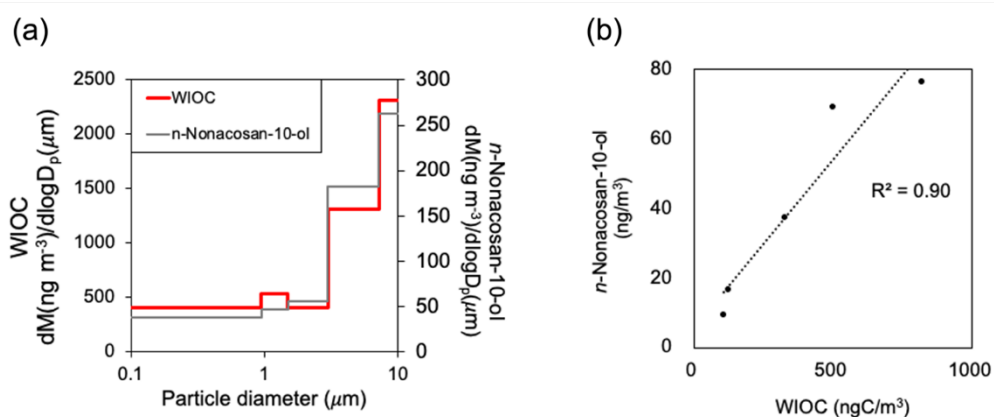 (a)
WIOC
dM(ng m⁻³)/dlogDₚ(μm)
2500
2000
1500
1000
500
0
WIOC
n-Nonacosan-10-ol
300
250
200
150
100
50
0
n-Nonacosan-10-ol
dM(ng m⁻³)/dlogDₚ(μm)
0.1
1
10
Particle diameter (μm)
(b)
n-Nonacosan-10-ol
(ng/m³)
80
60
40
20
0
R² = 0.90
0
500
1000
WIOC (ngC/m³)